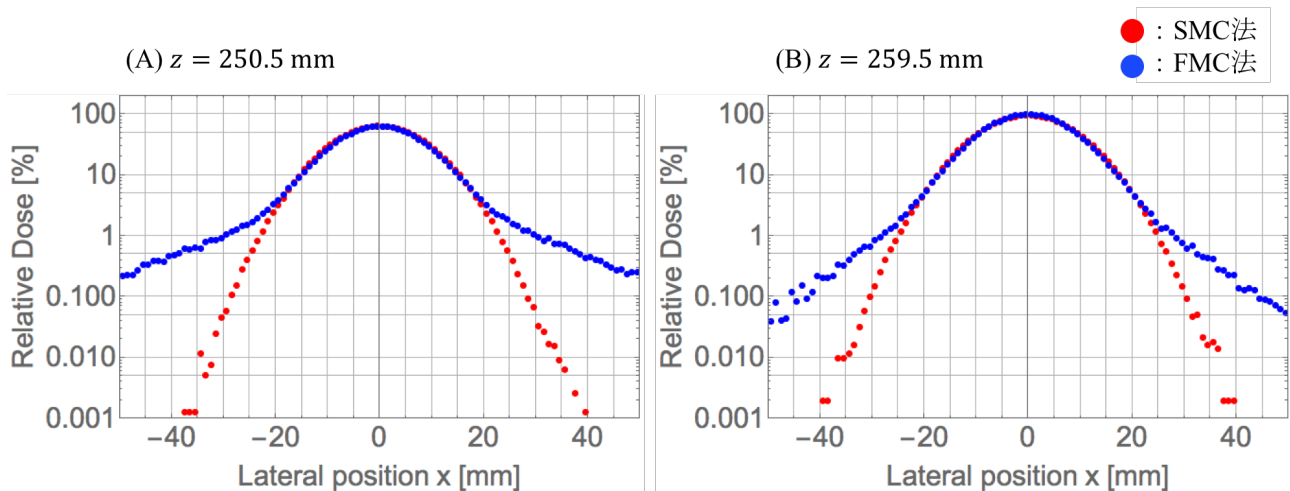 : SMC法
: FMC法
(A) z = 250.5 mm
(B) z = 259.5 mm
Relative Dose [%]
100
10
1
0.100
0.010
0.001
−40 −20 0 20 40
Lateral position x [mm]
Relative Dose [%]
100
10
1
0.100
0.010
0.001
−40 −20 0 20 40
Lateral position x [mm]